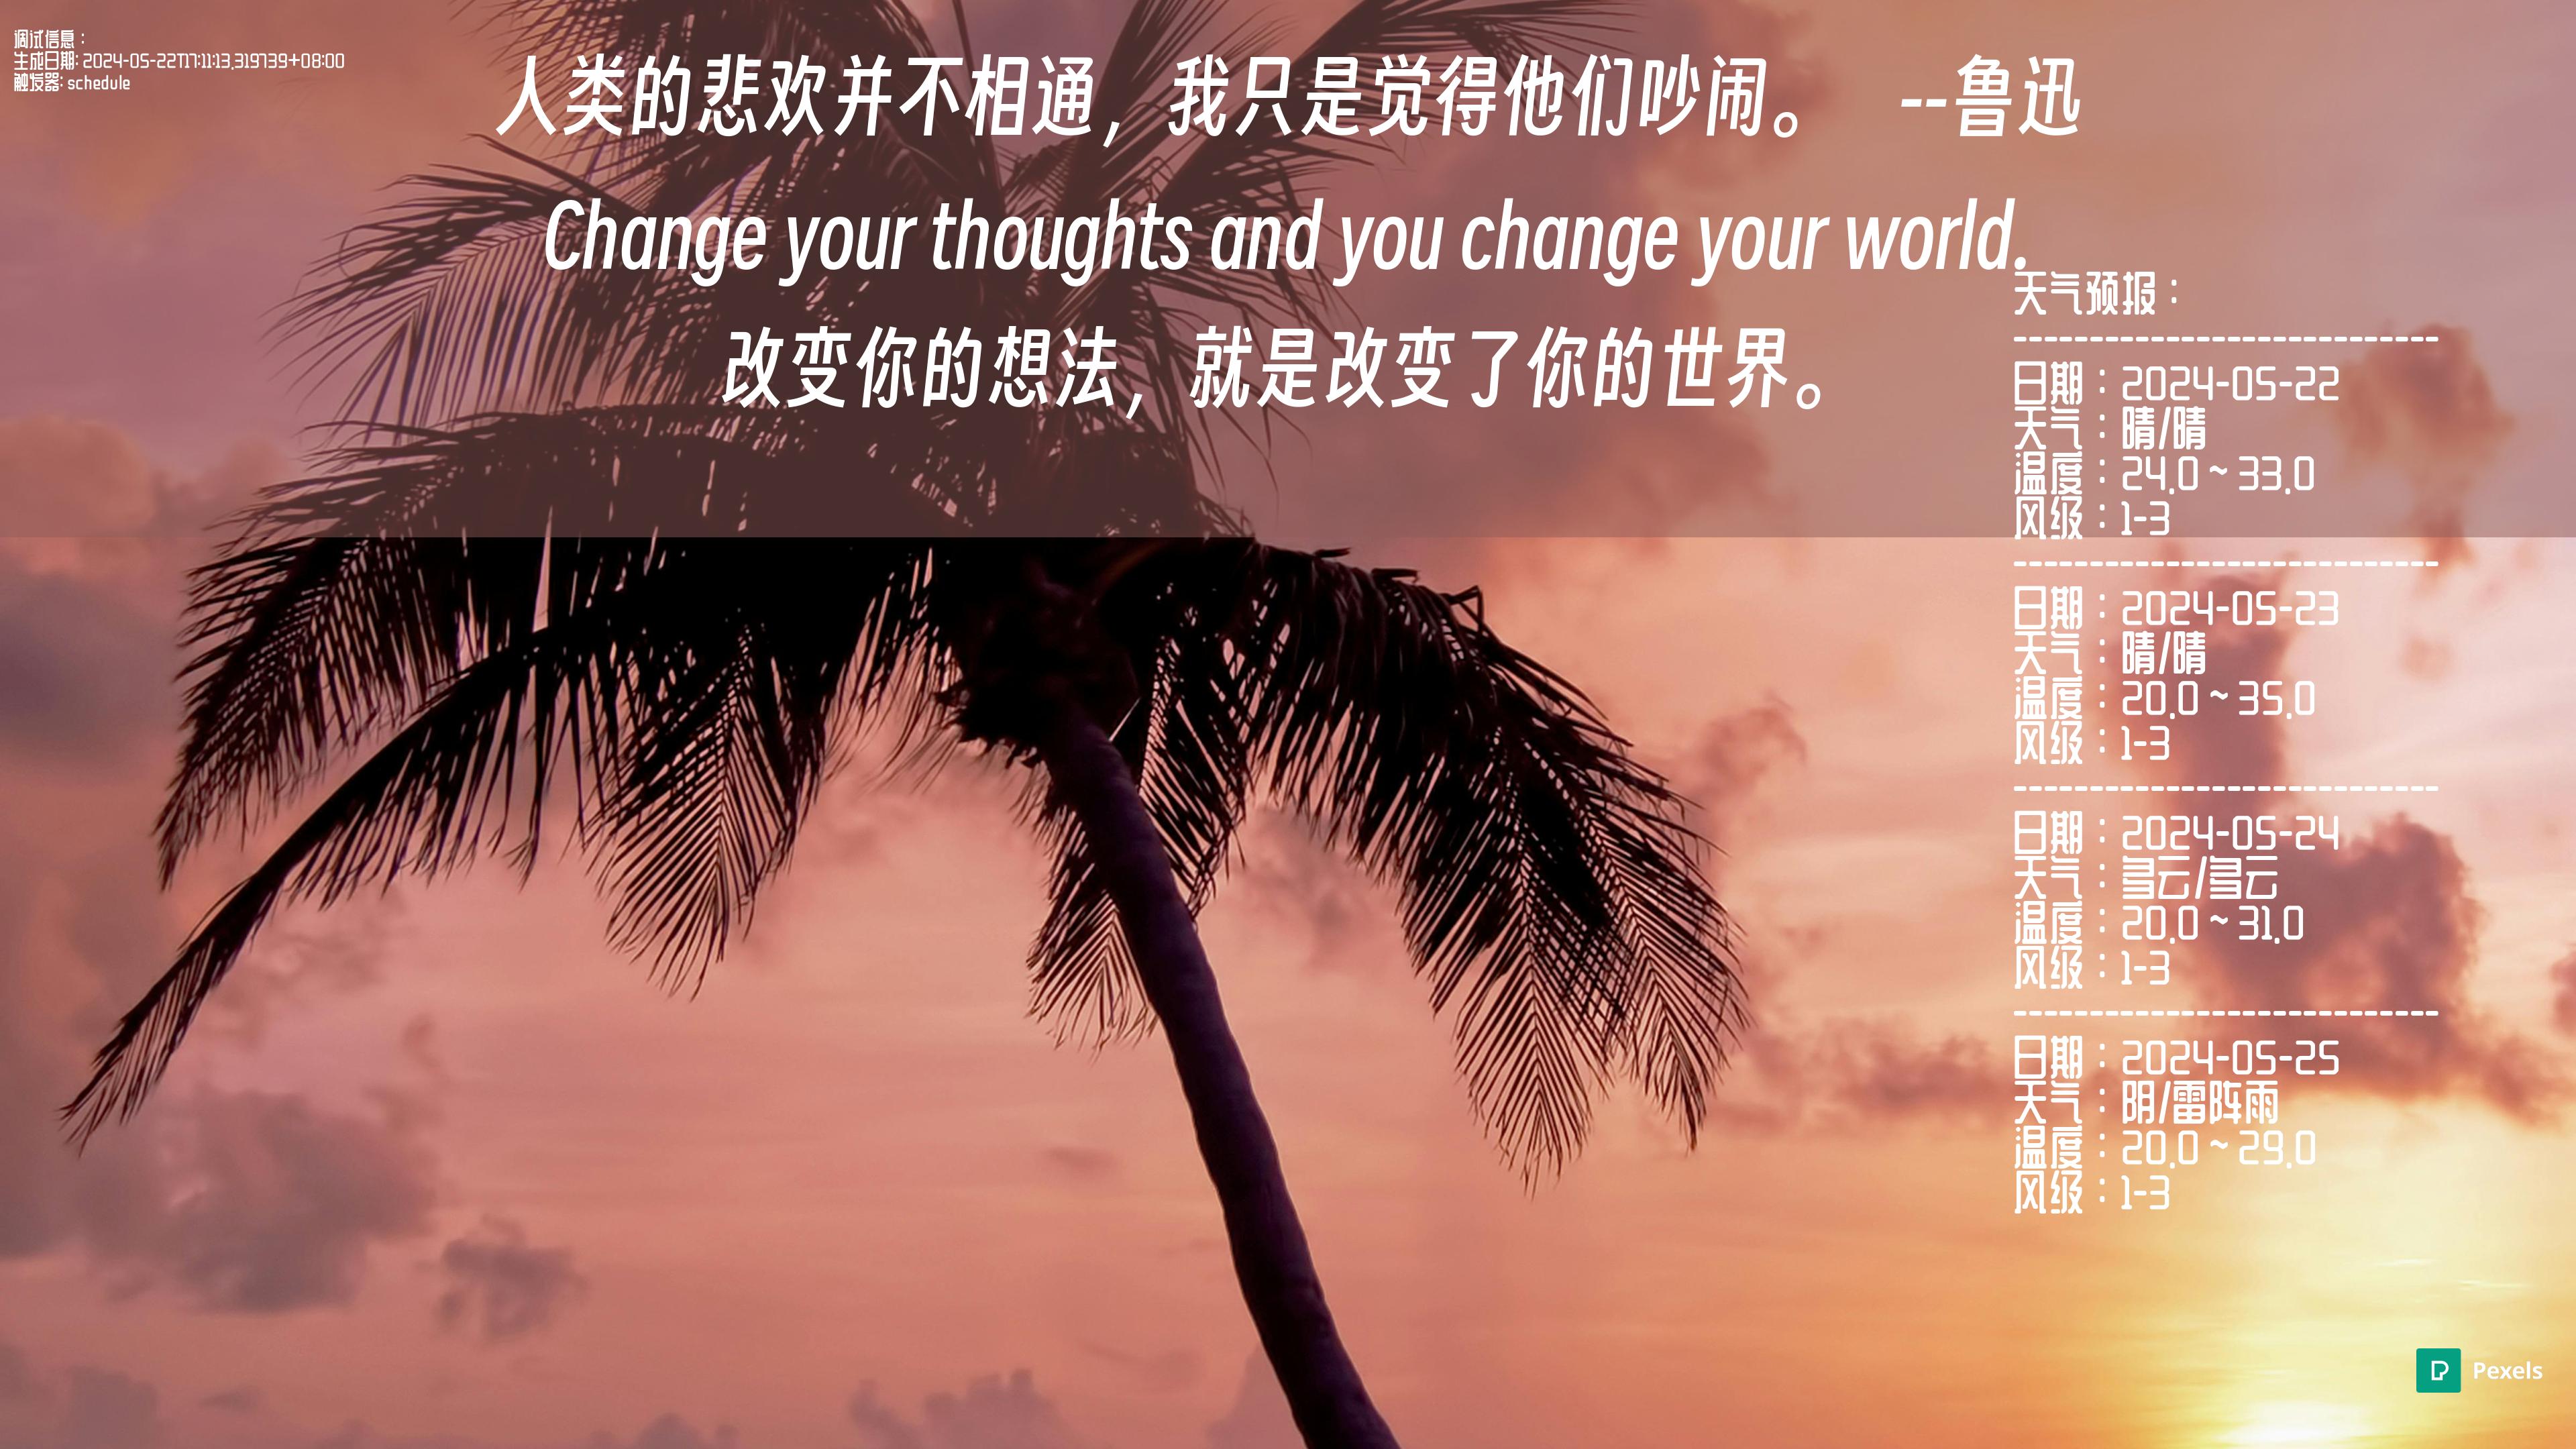 调试信息：
生成日期: 2024-05-22T17:11:13.319739+08:00
触发器: schedule
人类的悲欢并不相通，我只是觉得他们吵闹。 --鲁迅
Change your thoughts and you change your world.
改变你的想法，就是改变了你的世界。
天气预报：
----------------------------
日期：2024-05-22
天气：晴/晴
温度：24.0 ~ 33.0
风级：1-3
----------------------------
日期：2024-05-23
天气：晴/晴
温度：20.0 ~ 35.0
风级：1-3
----------------------------
日期：2024-05-24
天气：多云/多云
温度：20.0 ~ 31.0
风级：1-3
----------------------------
日期：2024-05-25
天气：阴/雷阵雨
温度：20.0 ~ 29.0
风级：1-3
Pexels